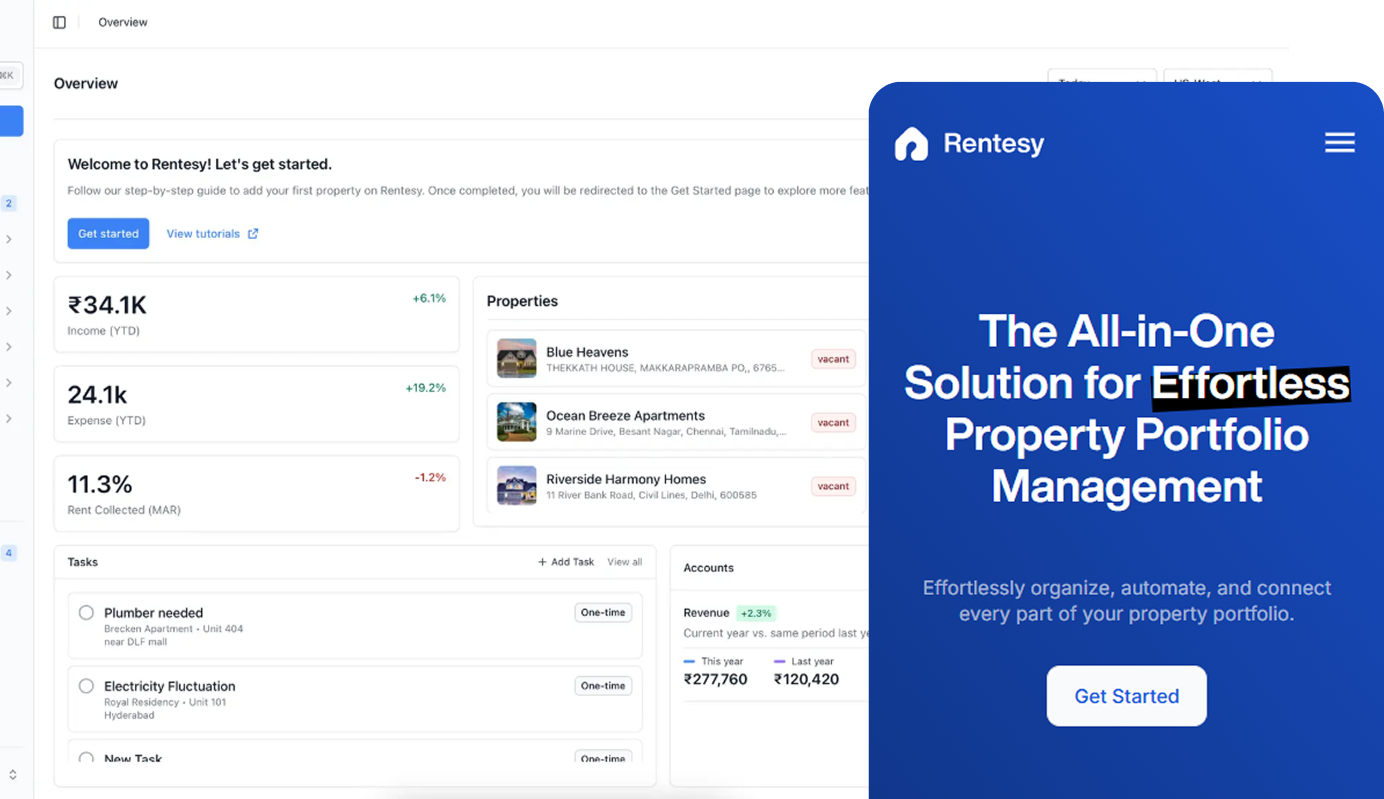 Overview
⌘K
Overview
Today
US-West
Welcome to Rentesy! Let's get started.
Follow our step-by-step guide to add your first property on Rentesy. Once completed, you will be redirected to the Get Started page to explore more
Get started
View tutorials
2
₹34.1K
+6.1%
Income (YTD)
24.1k
+19.2%
Expense (YTD)
11.3%
-1.2%
Rent Collected (MAR)
Properties
Blue Heavens
vacant
THEKKATH HOUSE, MAKKARAPRAMBA PO,, 6765...
Ocean Breeze Apartments
vacant
9 Marine Drive, Besant Nagar, Chennai, Tamilnadu,...
Riverside Harmony Homes
vacant
11 River Bank Road, Civil Lines, Delhi, 600585
4
Tasks
+ Add Task
View all
Plumber needed
One-time
Brecken Apartment • Unit 404
near DLF mall
Electricity Fluctuation
One-time
Royal Residency • Unit 101
Hyderabad
New Task
One-time
Accounts
Revenue
+2.3%
Current year vs. same period last
This year
Last year
₹277,760
₹120,420
Rentesy
The All-in-One
Solution for Effortless
Property Portfolio
Management
Effortlessly organize, automate, and connect
every part of your property portfolio.
Get Started